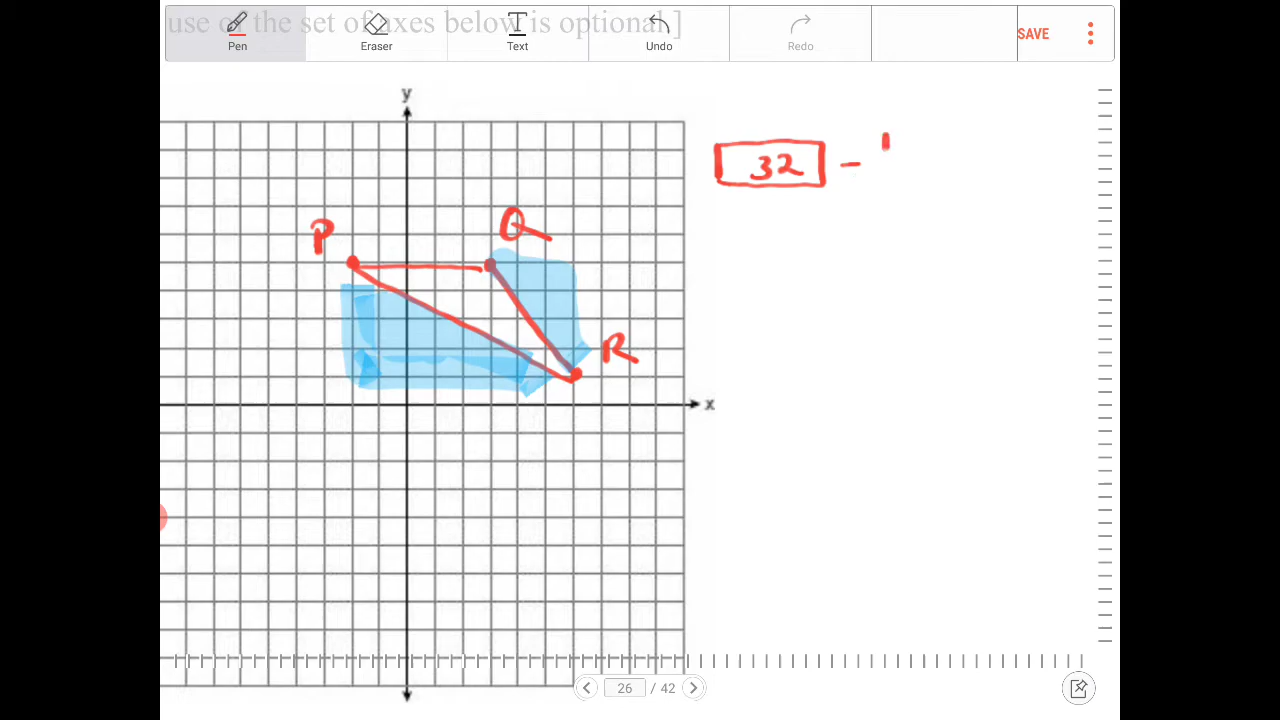 use of the set of axes below is optional.]
Pen
Eraser
Text
Undo
Redo
SAVE
y
32 -
P
Q
R
x
26 / 42